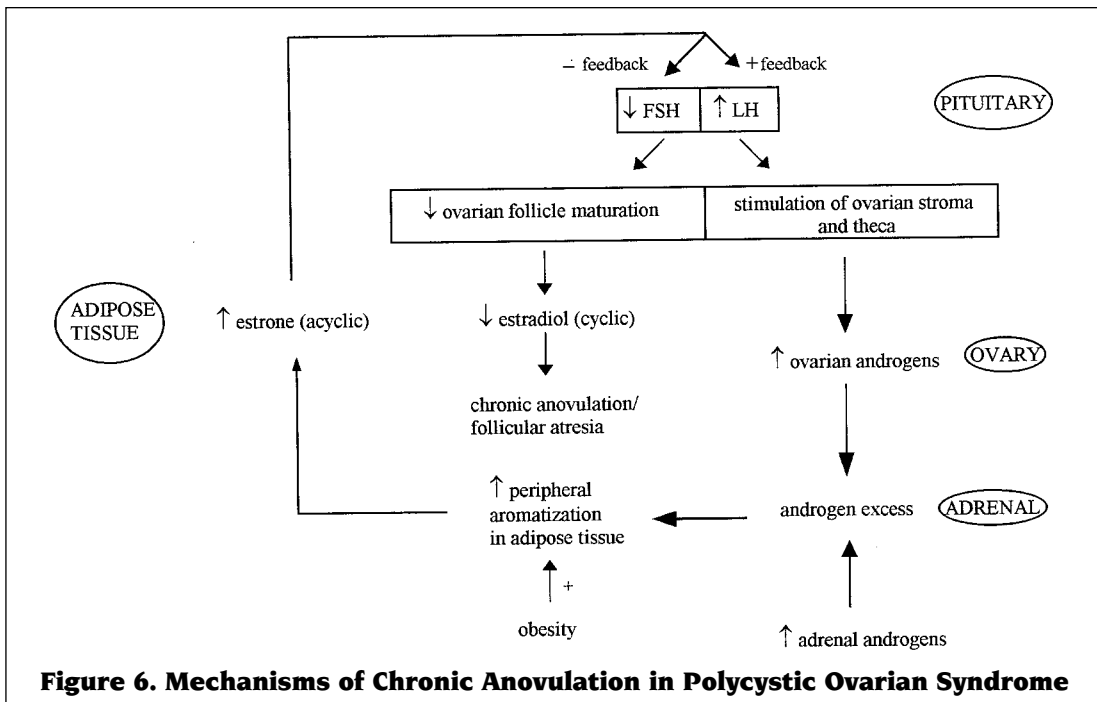 − feedback
+feedback
↓ FSH
↑ LH
PITUITARY
↓ ovarian follicle maturation
stimulation of ovarian stroma
and theca
ADIPOSE
TISSUE
↑ estrone (acyclic)
↓ estradiol (cyclic)
↑ ovarian androgens
OVARY
chronic anovulation/
follicular atresia
↑ peripheral
aromatization
in adipose tissue
androgen excess
ADRENAL
+
obesity
↑ adrenal androgens
Figure 6. Mechanisms of Chronic Anovulation in Polycystic Ovarian Syndrome